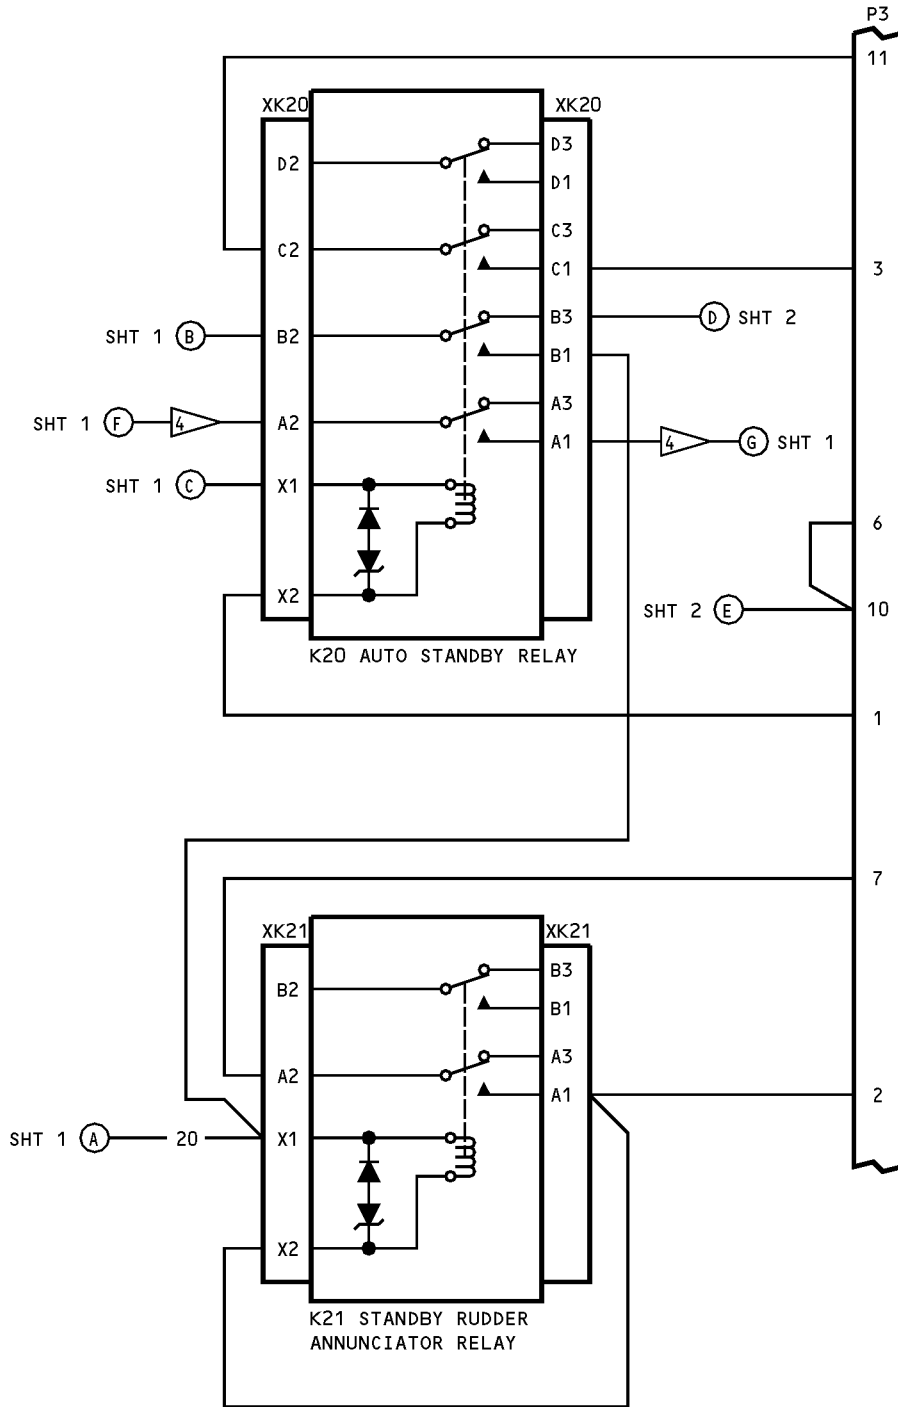 P3
11
XK20 XK20
D2 D3
D1
C2 C3
C1 3
SHT 1 B B2 B3 D SHT 2
B1
SHT 1 F 4 A2 A3
A1 4 G SHT 1
SHT 1 C X1
6
X2
SHT 2 E 10
K20 AUTO STANDBY RELAY
1
7
XK21 XK21
B2 B3
B1
A2 A3
A1 2
SHT 1 A 20 X1
X2
K21 STANDBY RUDDER
ANNUNCIATOR RELAY